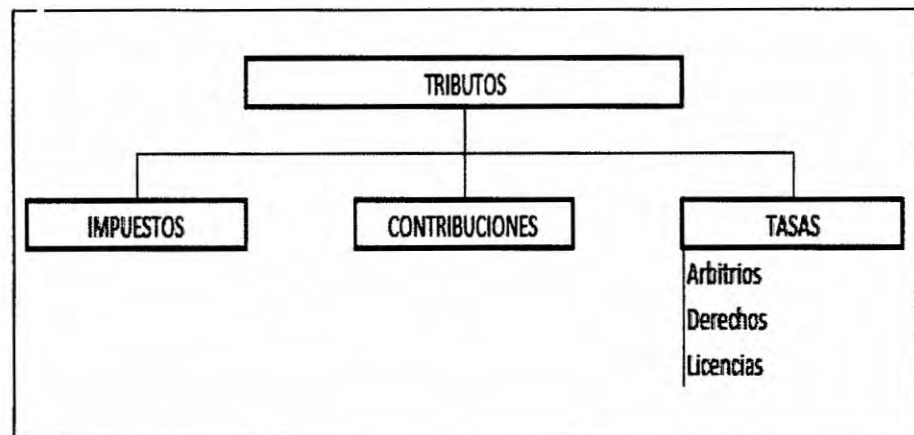 TRIBUTOS
IMPUESTOS
CONTRIBUCIONES
TASAS
Arbitrios
Derechos
Licencias